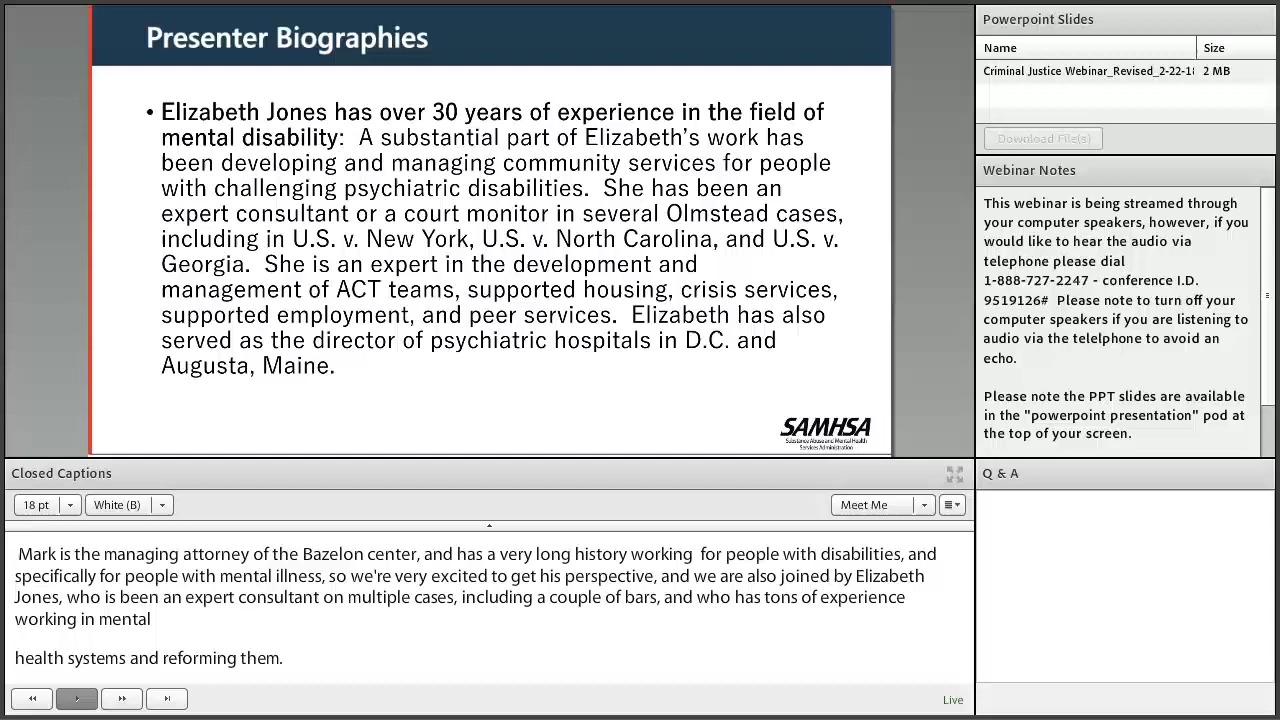 Presenter Biographies
• Elizabeth Jones has over 30 years of experience in the field of
mental disability: A substantial part of Elizabeth's work has
been developing and managing community services for people
with challenging psychiatric disabilities. She has been an
expert consultant or a court monitor in several Olmstead cases,
including in U.S. v. New York, U.S. v. North Carolina, and U.S. v.
Georgia. She is an expert in the development and
management of ACT teams, supported housing, crisis services,
supported employment, and peer services. Elizabeth has also
served as the director of psychiatric hospitals in D.C. and
Augusta, Maine.
SAMHSA
Substance Abuse and Mental Health
Services Administration
Closed Captions
18 pt
White (B)
Meet Me
Mark is the managing attorney of the Bazelon center, and has a very long history working for people with disabilities, and
specifically for people with mental illness, so we're very excited to get his perspective, and we are also joined by Elizabeth
Jones, who is been an expert consultant on multiple cases, including a couple of bars, and who has tons of experience
working in mental
health systems and reforming them.
Live
Powerpoint Slides
Name Size
Criminal Justice Webinar_Revised_2-22-18 2 MB
Download File(s)
Webinar Notes
This webinar is being streamed through
your computer speakers, however, if you
would like to hear the audio via
telephone please dial
1-888-727-2247 - conference I.D.
9519126# Please note to turn off your
computer speakers if you are listening to
audio via the telelphone to avoid an
echo.
Please note the PPT slides are available
in the "powerpoint presentation" pod at
the top of your screen.
Q & A